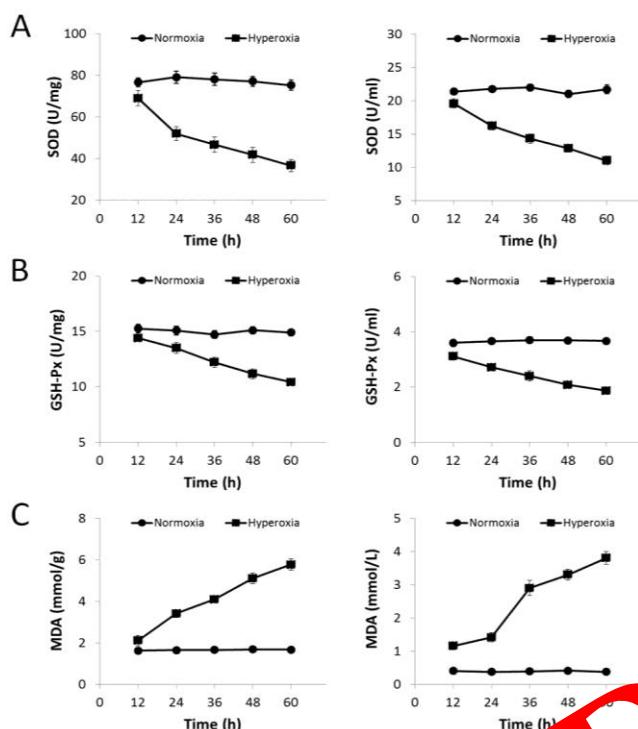 A
100
80
60
40
20
SOD (U/mg)
Normoxia Hyperoxia
0 12 24 36 48 60
Time (h)
30
25
20
15
10
5
SOD (U/ml)
Normoxia Hyperoxia
0 12 24 36 48 60
Time (h)
B
20
15
10
5
GSH-Px (U/mg)
Normoxia Hyperoxia
0 12 24 36 48 60
Time (h)
6
4
2
0
GSH-Px (U/ml)
Normoxia Hyperoxia
0 12 24 36 48 60
Time (h)
C
8
6
4
2
0
MDA (mmol/g)
Normoxia Hyperoxia
0 12 24 36 48 60
Time (h)
5
4
3
2
1
0
MDA (mmol/L)
Normoxia Hyperoxia
0 12 24 36 48
Time (h)